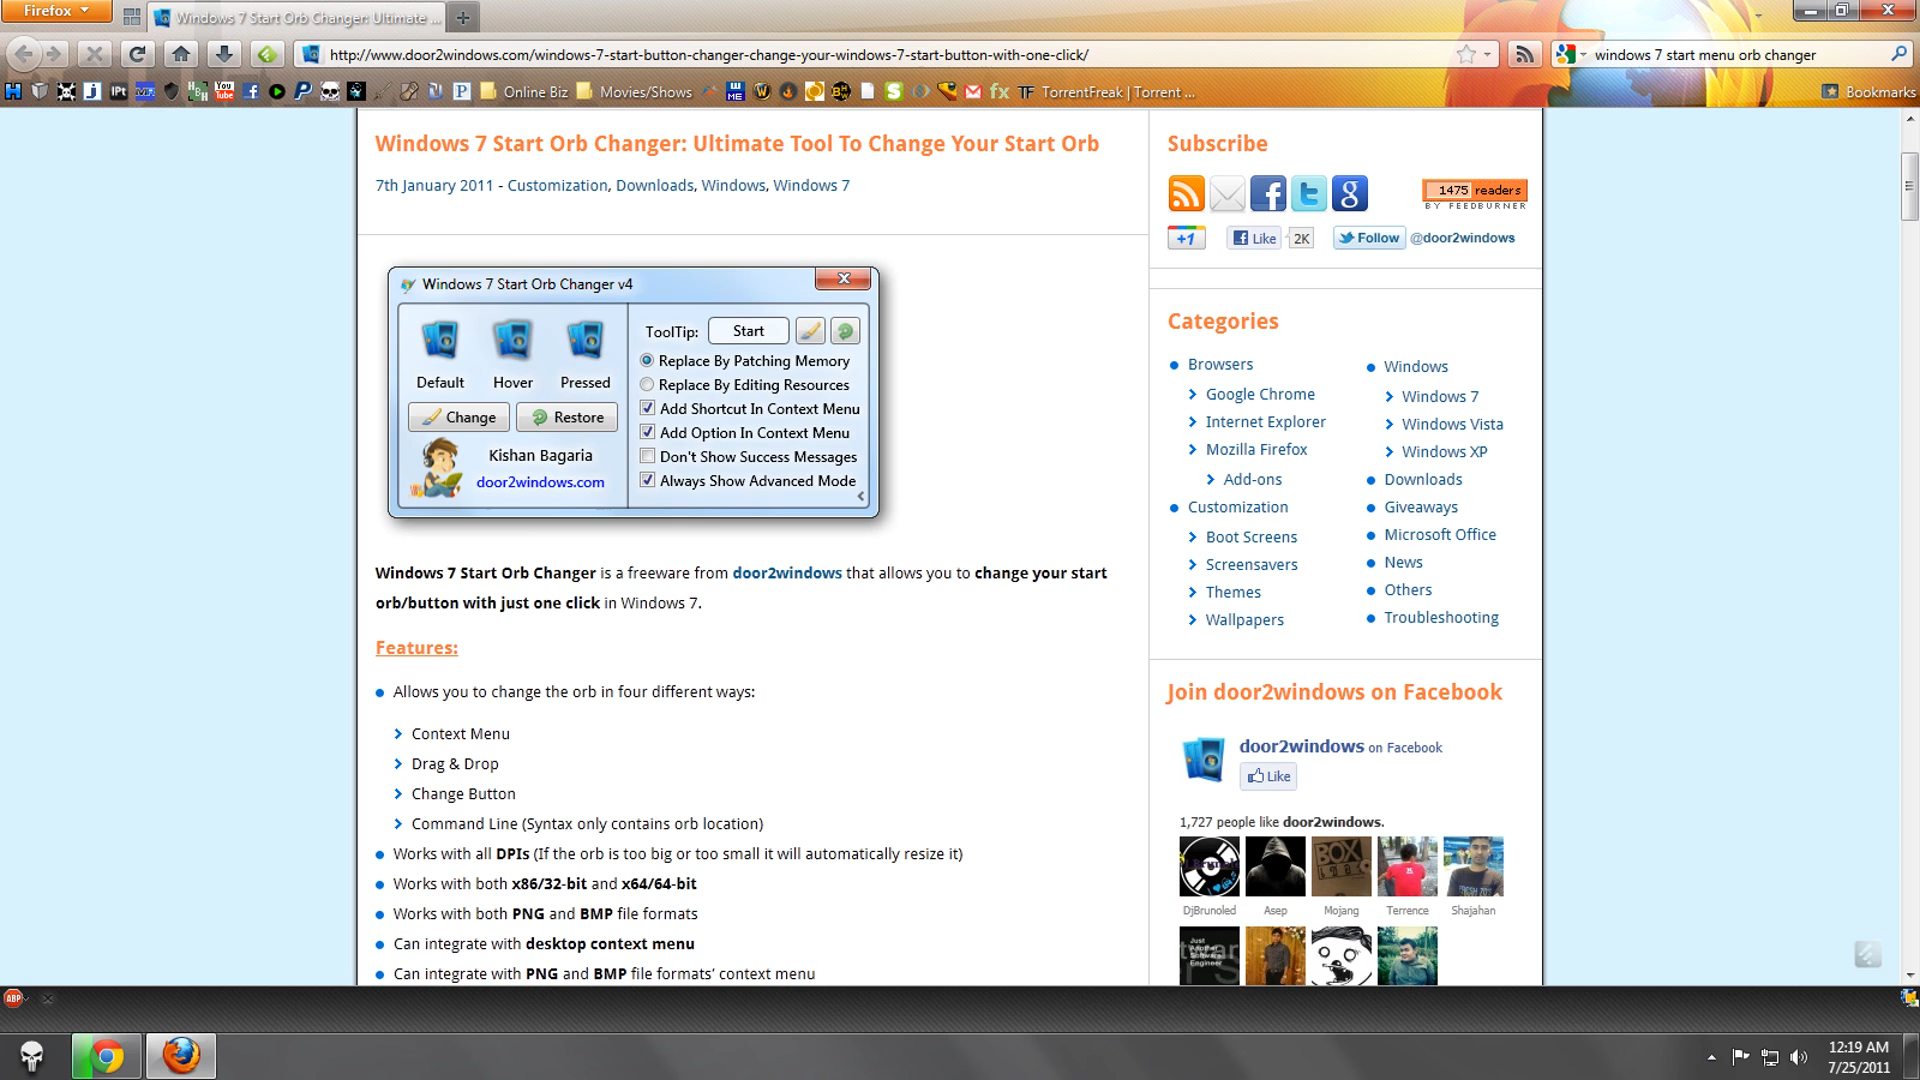 Firefox
Windows 7 Start Orb Changer: Ultimate ...
http://www.door2windows.com/windows-7-start-button-changer-change-your-windows-7-start-button-with-one-click/
windows 7 start menu orb changer
Online Biz
Movies/Shows
TorrentFreak | Torrent ...
Bookmarks
Windows 7 Start Orb Changer: Ultimate Tool To Change Your Start Orb
7th January 2011 - Customization, Downloads, Windows, Windows 7
Windows 7 Start Orb Changer v4
Default Hover Pressed
Change Restore
Kishan Bagaria
door2windows.com
ToolTip: Start
Replace By Patching Memory
Replace By Editing Resources
Add Shortcut In Context Menu
Add Option In Context Menu
Don't Show Success Messages
Always Show Advanced Mode
Windows 7 Start Orb Changer is a freeware from door2windows that allows you to change your start
orb/button with just one click in Windows 7.
Features:
Allows you to change the orb in four different ways:
Context Menu
Drag & Drop
Change Button
Command Line (Syntax only contains orb location)
Works with all DPIs (If the orb is too big or too small it will automatically resize it)
Works with both x86/32-bit and x64/64-bit
Works with both PNG and BMP file formats
Can integrate with desktop context menu
Can integrate with PNG and BMP file formats' context menu
Subscribe
1475 readers
BY FEEDBURNER
+1
Like 2K
Follow @door2windows
Categories
Browsers
Google Chrome
Internet Explorer
Mozilla Firefox
Add-ons
Customization
Boot Screens
Screensavers
Themes
Wallpapers
Windows
Windows 7
Windows Vista
Windows XP
Downloads
Giveaways
Microsoft Office
News
Others
Troubleshooting
Join door2windows on Facebook
door2windows on Facebook
Like
1,727 people like door2windows.
DjBrunoled Asep Mojang Terrence Shajahan
Just
Another
Software
Engineer
ABP
12:19 AM
7/25/2011